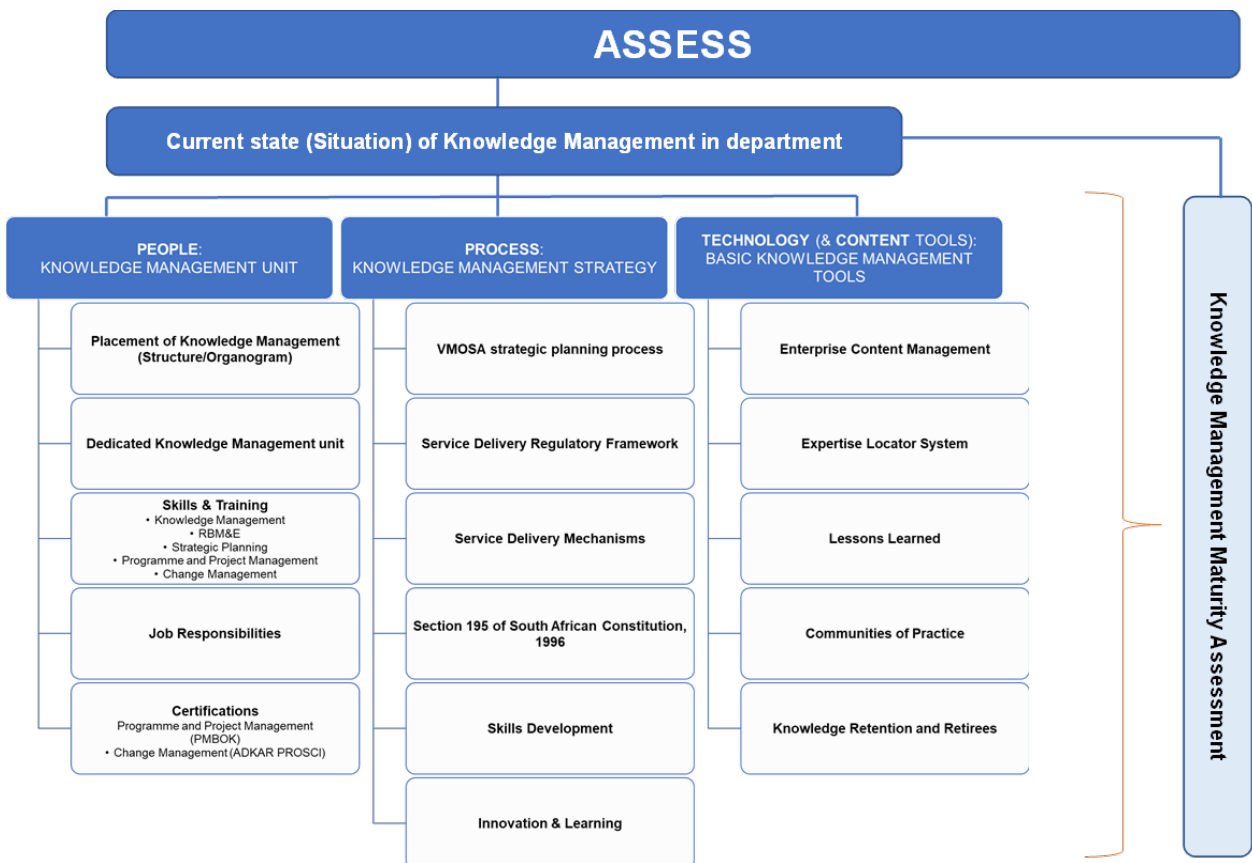 ASSESS
Current state (Situation) of Knowledge Management in department
PEOPLE:
KNOWLEDGE MANAGEMENT UNIT
Placement of Knowledge Management
(Structure/Organogram)
Dedicated Knowledge Management unit
Skills & Training
• Knowledge Management
• RBM&E
• Strategic Planning
• Programme and Project Management
• Change Management
Job Responsibilities
Certifications
Programme and Project Management
(PMBOK)
• Change Management (ADKAR PROSCI)
PROCESS:
KNOWLEDGE MANAGEMENT STRATEGY
VMOSA strategic planning process
Service Delivery Regulatory Framework
Service Delivery Mechanisms
Section 195 of South African Constitution,
1996
Skills Development
Innovation & Learning
TECHNOLOGY (& CONTENT TOOLS):
BASIC KNOWLEDGE MANAGEMENT
TOOLS
Enterprise Content Management
Expertise Locator System
Lessons Learned
Communities of Practice
Knowledge Retention and Retirees
Knowledge Management Maturity Assessment